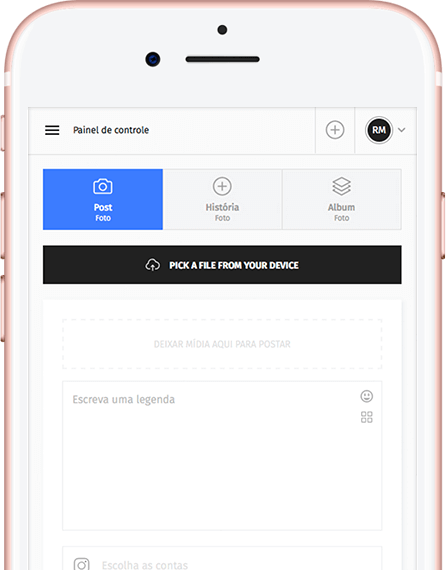 Painel de controle
RM
Post
Foto
História
Foto
Album
Foto
PICK A FILE FROM YOUR DEVICE
DEIXAR MÍDIA AQUI PARA POSTAR
Escreva uma legenda
Escolha as contas